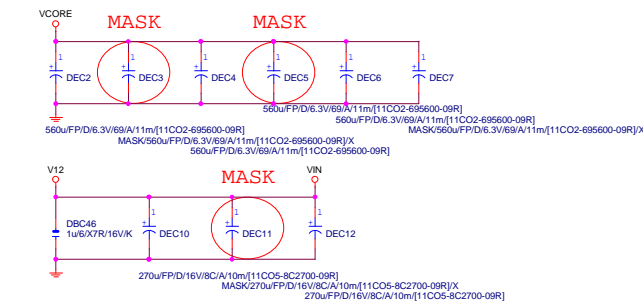 MASK
MASK
VCORE
1
1
1
1
1
1
+
+
+
+
+
+
DEC2
DEC3
DEC4
DEC5
DEC6
DEC7
560u/FP/D/6.3V/69/A/11m/[11CO2-695600-09R]
560u/FP/D/6.3V/69/A/11m/[11CO2-695600-09R]
560u/FP/D/6.3V/69/A/11m/[11CO2-695600-09R]
MASK/560u/FP/D/6.3V/69/A/11m/[11CO2-695600-09R]/X
MASK/560u/FP/D/6.3V/69/A/11m/[11CO2-695600-09R]/X
560u/FP/D/6.3V/69/A/11m/[11CO2-695600-09R]
V12
MASK
VIN
1
1
1
+
+
+
DBC46
1u/6/X7R/16V/K
DEC10
DEC11
DEC12
270u/FP/D/16V/8C/A/10m/[11CO5-8C2700-09R]
MASK/270u/FP/D/16V/8C/A/10m/[11CO5-8C2700-09R]/X
270u/FP/D/16V/8C/A/10m/[11CO5-8C2700-09R]